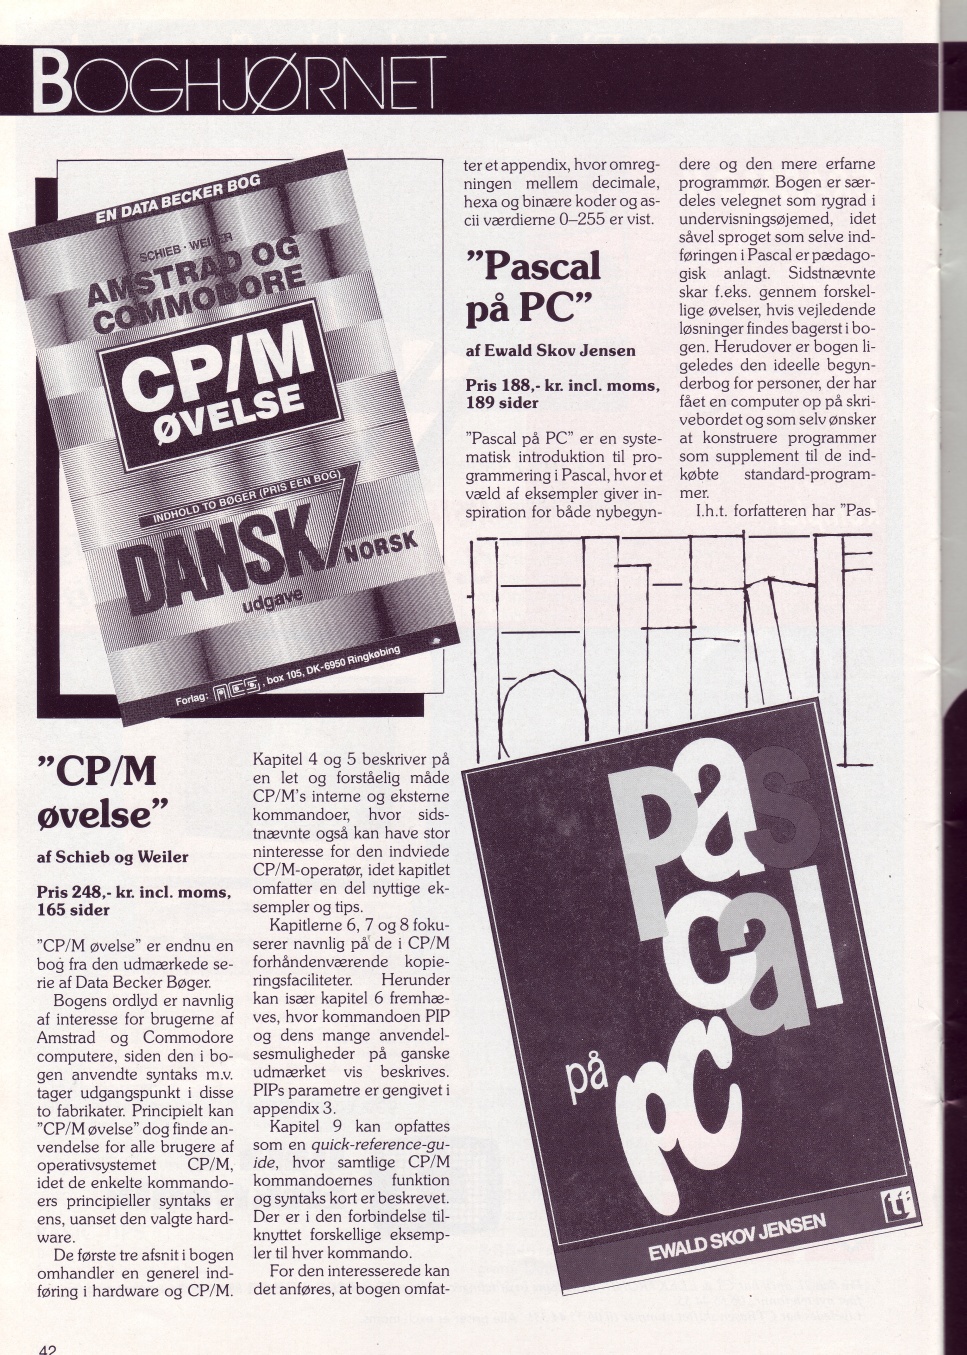 BOGHJØRNET
EN DATA BECKER BOG
SCHIEB · WEILER
AMSTRAD OG
COMMODORE
CP/M
ØVELSE
INDHOLD TO BØGER (PRIS EEN BOG)
DANSK/
NORSK
udgave
Forlag: ACS, box 105, DK-6950 Ringkøbing
”CP/M
øvelse”
af Schieb og Weiler
Pris 248,- kr. incl. moms,
165 sider
”CP/M øvelse” er endnu en
bog fra den udmærkede se-
rie af Data Becker Bøger.
Bogens ordlyd er navnlig
af interesse for brugerne af
Amstrad og Commodore
computere, siden den i bo-
gen anvendte syntaks m.v.
tager udgangspunkt i disse
to fabrikater. Principielt kan
”CP/M øvelse” dog finde an-
vendelse for alle brugere af
operativsystemet CP/M,
idet de enkelte kommando-
ers principieller syntaks er
ens, uanset den valgte hard-
ware.
De første tre afsnit i bogen
omhandler en generel ind-
føring i hardware og CP/M.
Kapitel 4 og 5 beskriver på
en let og forståelig måde
CP/M's interne og eksterne
kommandoer, hvor sids-
tnævnte også kan have stor
ninteresse for den indviede
CP/M-operatør, idet kapitlet
omfatter en del nyttige ek-
sempler og tips.
Kapitlerne 6, 7 og 8 foku-
serer navnlig på de i CP/M
forhåndenværende kopie-
ringsfaciliteter. Herunder
kan især kapitel 6 fremhæ-
ves, hvor kommandoen PIP
og dens mange anvendel-
sesmuligheder på ganske
udmærket vis beskrives.
PIPs parametre er gengivet i
appendix 3.
Kapitel 9 kan opfattes
som en quick-reference-gu-
ide, hvor samtlige CP/M
kommandoernes funktion
og syntaks kort er beskrevet.
Der er i den forbindelse til-
knyttet forskellige eksemp-
ler til hver kommando.
For den interesserede kan
det anføres, at bogen omfat-
ter et appendix, hvor omreg-
ningen mellem decimale,
hexa og binære koder og as-
cii værdierne 0–255 er vist.
”Pascal
på PC”
af Ewald Skov Jensen
Pris 188,- kr. incl. moms,
189 sider
”Pascal på PC” er en syste-
matisk introduktion til pro-
grammering i Pascal, hvor et
væld af eksempler giver in-
spiration for både nybegyn-
dere og den mere erfarne
programmør. Bogen er sær-
deles velegnet som rygrad i
undervisningsøjemed, idet
såvel sproget som selve ind-
føringen i Pascal er pædago-
gisk anlagt. Sidstnævnte
skar f.eks. gennem forskel-
lige øvelser, hvis vejledende
løsninger findes bagerst i bo-
gen. Herudover er bogen li-
geledes den ideelle begyn-
derbog for personer, der har
fået en computer op på skri-
vebordet og som selv ønsker
at konstruere programmer
som supplement til de ind-
købte standard-program-
mer.
I.h.t. forfatteren har ”Pas-
Pas
cal
på
PC
EWALD SKOV JENSEN
tf
42